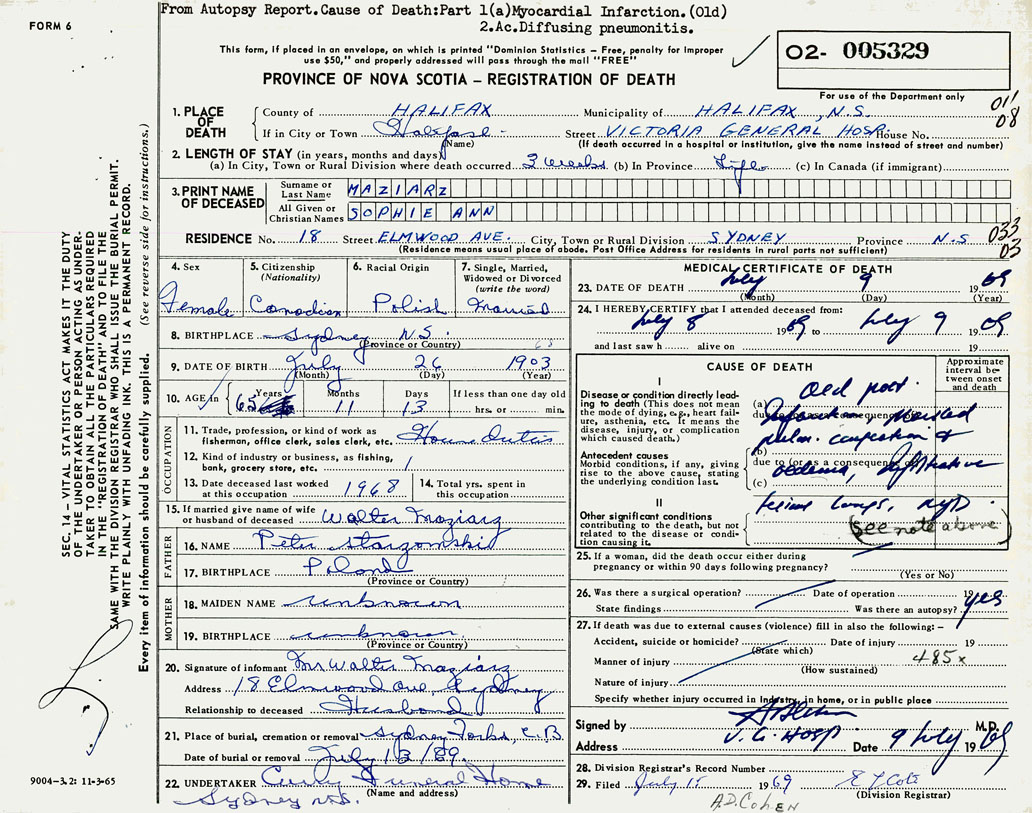 FORM 6
From Autopsy Report.Cause of Death:Part 1(a)Myocardial Infarction.(Old)
2.Ac.Diffusing pneumonitis.
This form, if placed in an envelope, on which is printed "Dominion Statistics – Free, penalty for improper
use $50," and properly addressed will pass through the mail "FREE"
PROVINCE OF NOVA SCOTIA – REGISTRATION OF DEATH
02- 005329
For use of the Department only
011
08
1. PLACE OF DEATH
County of HALIFAX Municipality of HALIFAX, N.S.
If in City or Town Halifax Street VICTORIA GENERAL HOSP. House No.
(Name) (If death occurred in a hospital or institution, give the name instead of street and number)
2. LENGTH OF STAY (in years, months and days)
(a) In City, Town or Rural Division where death occurred 3 weeks (b) In Province Life (c) In Canada (if immigrant)
3. PRINT NAME OF DECEASED
Surname or Last Name MAZIARZ
All Given or Christian Names SOPHIE ANN
RESIDENCE No. 18 Street ELMWOOD AVE. City, Town or Rural Division SYDNEY Province N.S
(Residence means usual place of abode. Post Office Address for residents in rural parts not sufficient)
033
03
4. Sex Female
5. Citizenship (Nationality) Canadian
6. Racial Origin Polish
7. Single, Married, Widowed or Divorced (write the word) Married
8. BIRTHPLACE Sydney N.S.
(Province or Country)
9. DATE OF BIRTH July 26 1903
(Month) (Day) (Year)
10. AGE in Years 65 Months 11 Days 13 If less than one day old hrs. or min.
OCCUPATION
11. Trade, profession, or kind of work as fisherman, office clerk, sales clerk, etc. House Duties
12. Kind of industry or business, as fishing, bank, grocery store, etc.
13. Date deceased last worked at this occupation 1968
14. Total yrs. spent in this occupation
15. If married give name of wife or husband of deceased Walter Maziarz
FATHER
16. NAME Peter Starzomski
17. BIRTHPLACE Poland
(Province or Country)
MOTHER
18. MAIDEN NAME unknown
19. BIRTHPLACE unknown
(Province or Country)
20. Signature of informant Mr Walter Maziarz
Address 18 Elmwood Ave, Sydney
Relationship to deceased Husband
21. Place of burial, cremation or removal Sydney Forks, C.B.
Date of burial or removal July 12/69
22. UNDERTAKER Curry Funeral Home
(Name and address)
Sydney N.S.
MEDICAL CERTIFICATE OF DEATH
23. DATE OF DEATH July 9 1969
(Month) (Day) (Year)
24. I HEREBY CERTIFY that I attended deceased from:
July 8 1969 to July 9 1969
and last saw h alive on 19
CAUSE OF DEATH
Approximate interval between onset and death
I
Disease or condition directly leading to death (This does not mean the mode of dying, e.g., heart failure, asthenia, etc. It means the disease, injury, or complication which caused death.)
(a) Old post.
due to (or as a consequence of)
Infarction, marked
pulm. congestion &
(b)
due to (or as a consequence of)
oedema,
(c)
Antecedent causes
Morbid conditions, if any, giving rise to the above cause, stating the underlying condition last.
II
Other significant conditions contributing to the death, but not related to the disease or condition causing it.
(see note above)
25. If a woman, did the death occur either during pregnancy or within 90 days following pregnancy?
(Yes or No)
26. Was there a surgical operation? Date of operation 19
State findings Was there an autopsy? yes
27. If death was due to external causes (violence) fill in also the following: –
Accident, suicide or homicide? Date of injury 19
(State which)
Manner of injury 485x
(How sustained)
Nature of injury
Specify whether injury occurred in industry, in home, or in public place
Signed by M.D.
Address V.G. Hosp Date 9 July 1969
28. Division Registrar's Record Number
29. Filed July 15 1969 E Y Cote
(Division Registrar)
A.D. COHEN
SEC. 14 – VITAL STATISTICS ACT MAKES IT THE DUTY
OF THE UNDERTAKER OR PERSON ACTING AS UNDER-
TAKER TO OBTAIN ALL THE PARTICULARS REQUIRED
IN THE "REGISTRATION OF DEATH" AND TO FILE THE
SAME WITH THE DIVISION REGISTRAR WHO SHALL ISSUE THE BURIAL PERMIT.
WRITE PLAINLY WITH UNFADING INK. THIS IS A PERMANENT RECORD.
Every item of information should be carefully supplied. (See reverse side for instructions.)
9004-3.2: 11-3-65